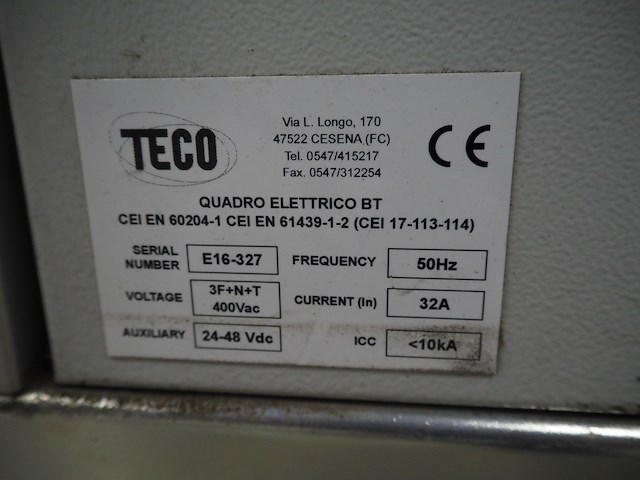 TECO
Via L. Longo, 170
47522 CESENA (FC)
Tel. 0547/415217
Fax. 0547/312254
CE
QUADRO ELETTRICO BT
CEI EN 60204-1 CEI EN 61439-1-2 (CEI 17-113-114)
SERIAL NUMBER E16-327 FREQUENCY 50Hz
VOLTAGE 3F+N+T 400Vac CURRENT (In) 32A
AUXILIARY 24-48 Vdc ICC <10kA